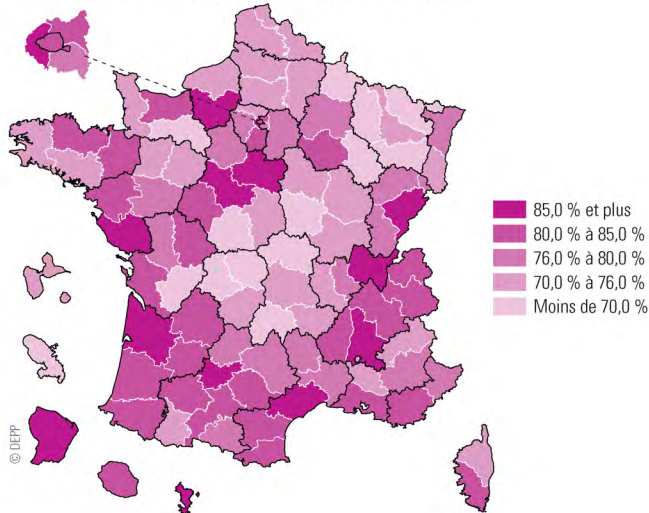 85,0 % et plus
80,0 % à 85,0 %
76,0 % à 80,0 %
70,0 % à 76,0 %
Moins de 70,0 %
© DEPP